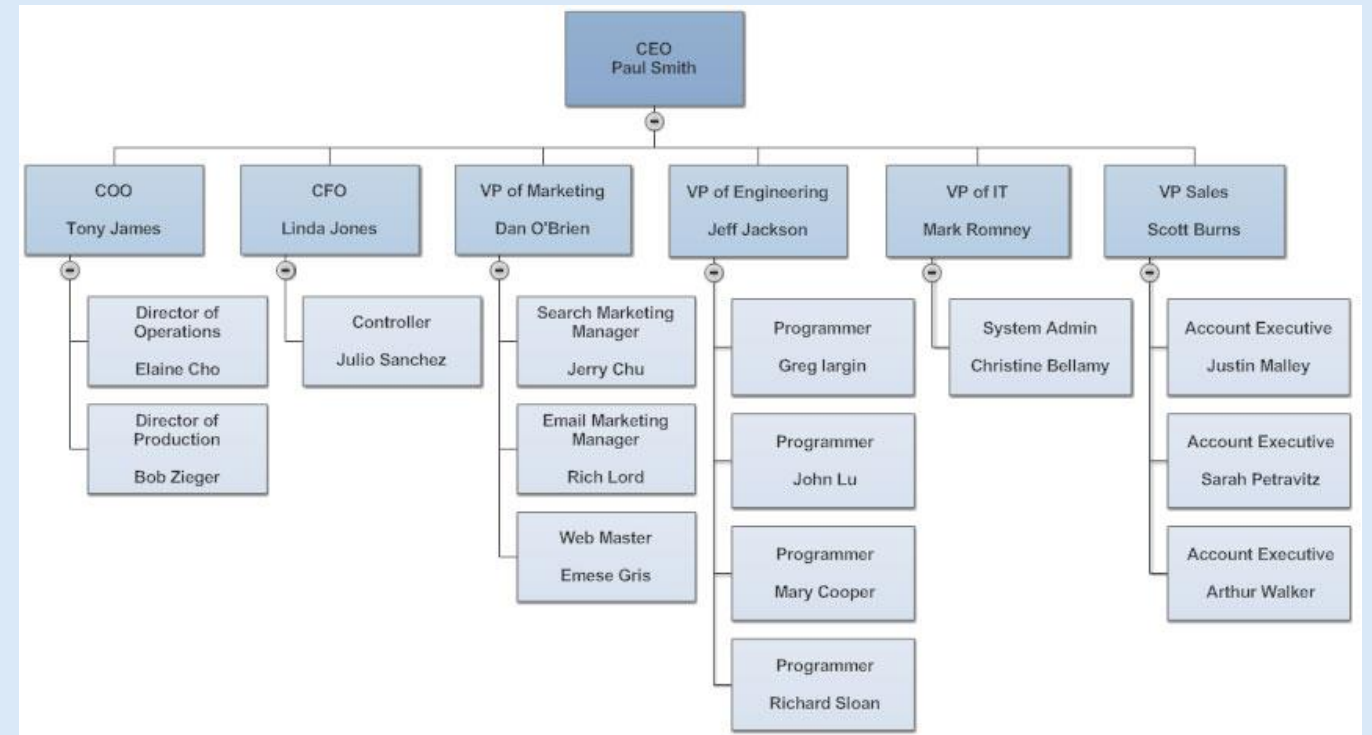 CEO
Paul Smith
COO
Tony James
CFO
Linda Jones
VP of Marketing
Dan O'Brien
VP of Engineering
Jeff Jackson
VP of IT
Mark Romney
VP Sales
Scott Burns
Director of
Operations
Elaine Cho
Director of
Production
Bob Zieger
Controller
Julio Sanchez
Search Marketing
Manager
Jerry Chu
Email Marketing
Manager
Rich Lord
Web Master
Emese Gris
Programmer
Greg largin
Programmer
John Lu
Programmer
Mary Cooper
Programmer
Richard Sloan
System Admin
Christine Bellamy
Account Executive
Justin Malley
Account Executive
Sarah Petravitz
Account Executive
Arthur Walker